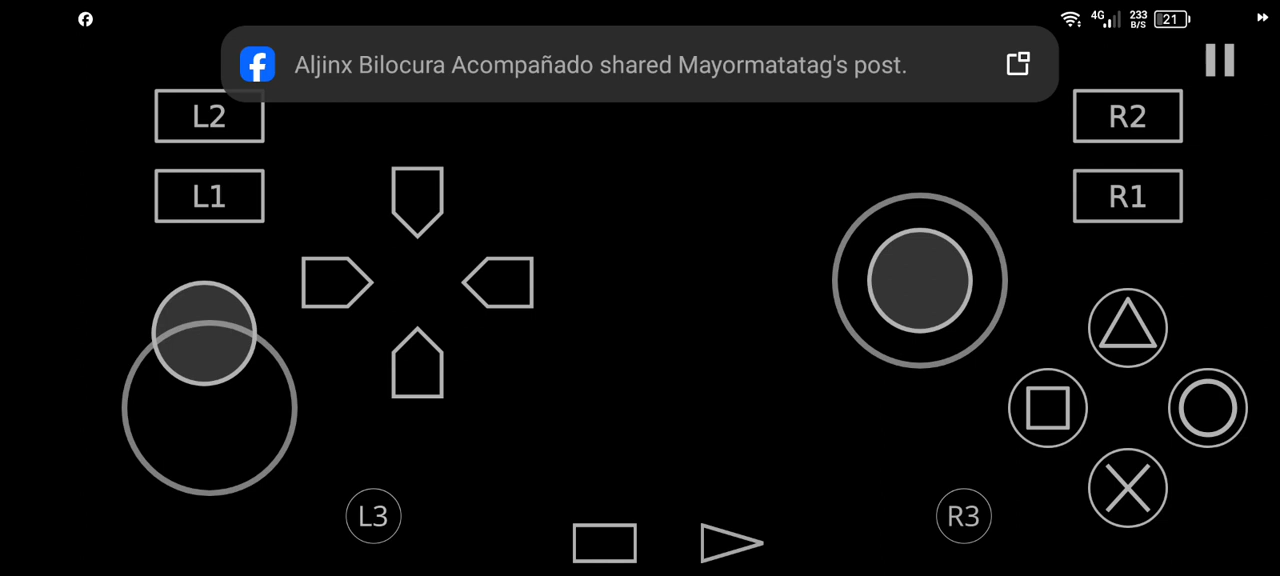 4G 233 B/S 21
Aljinx Bilocura Acompañado shared Mayormatatag's post.
L2 R2
L1 R1
L3 R3